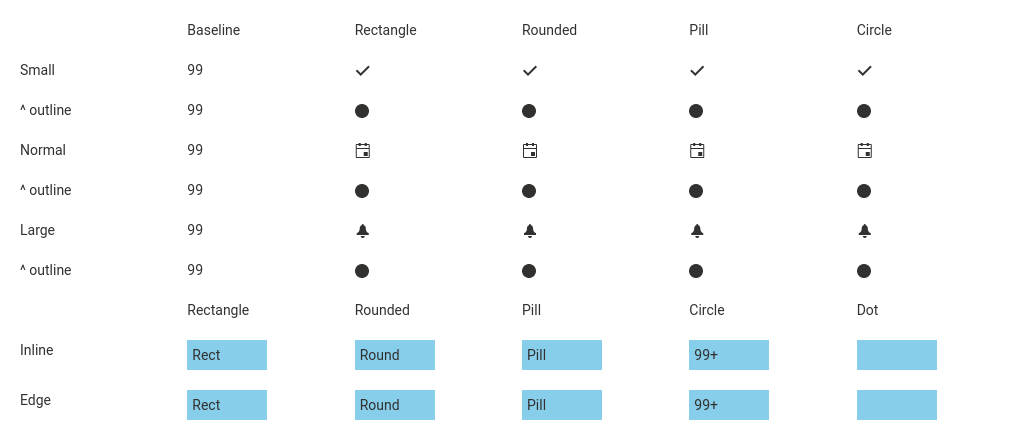 Baseline Rectangle Rounded Pill Circle
Small 99
^ outline 99
Normal 99
^ outline 99
Large 99
^ outline 99
Rectangle Rounded Pill Circle Dot
Inline Rect Round Pill 99+
Edge Rect Round Pill 99+